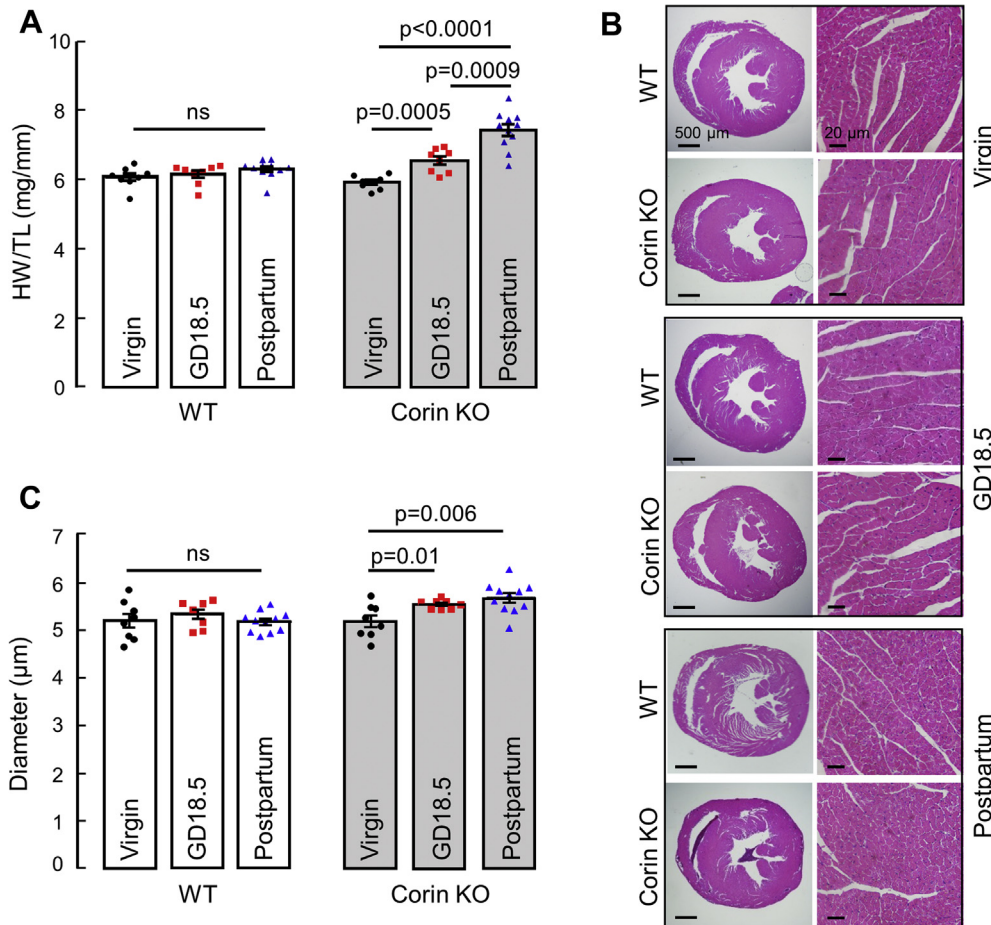 A
HW/TL (mg/mm)
10
8
6
4
2
0
ns
p<0.0001
p=0.0009
p=0.0005
Virgin
GD18.5
Postpartum
Virgin
GD18.5
Postpartum
WT
Corin KO
B
WT
500 µm
20 µm
Corin KO
Virgin
WT
Corin KO
GD18.5
WT
Corin KO
Postpartum
C
Diameter (µm)
7
6
5
4
3
2
1
0
ns
p=0.006
p=0.01
Virgin
GD18.5
Postpartum
Virgin
GD18.5
Postpartum
WT
Corin KO